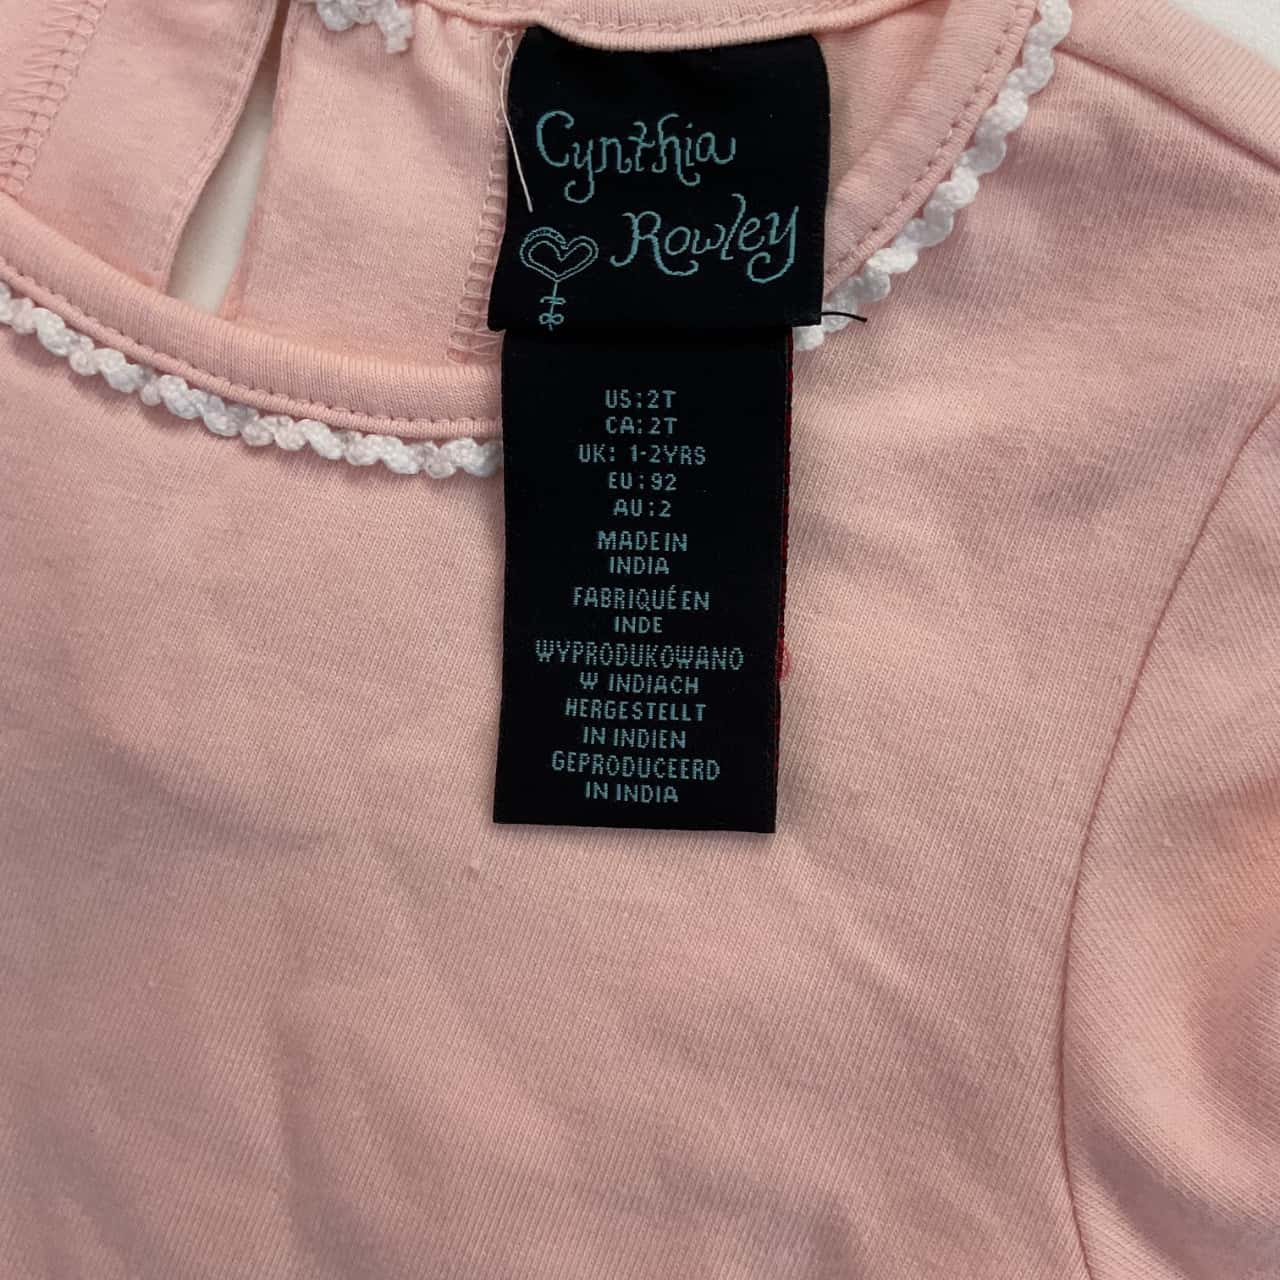 Cynthia
Rowley
US:2T
CA:2T
UK: 1-2YRS
EU:92
AU:2
MADE IN
INDIA
FABRIQUÉ EN
INDE
WYPRODUKOWANO
W INDIACH
HERGESTELLT
IN INDIEN
GEPRODUCEERD
IN INDIA